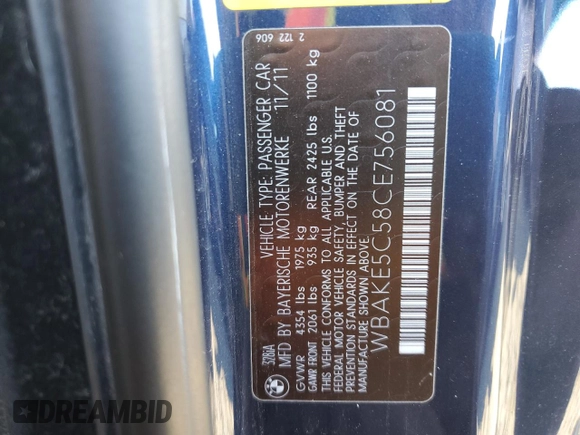 328iA 2 122 606
VEHICLE TYPE: PASSENGER CAR
MFD BY BAYERISCHE MOTORENWERKE 11/11
GVWR 4354 lbs 1975 kg
GAWR FRONT 2061 lbs 935 kg REAR 2425 lbs 1100 kg
THIS VEHICLE CONFORMS TO ALL APPLICABLE U.S.
FEDERAL MOTOR VEHICLE SAFETY, BUMPER AND THEFT
PREVENTION STANDARDS IN EFFECT ON THE DATE OF
MANUFACTURE SHOWN ABOVE.
WBAKE5C58CE756081
DREAMBID